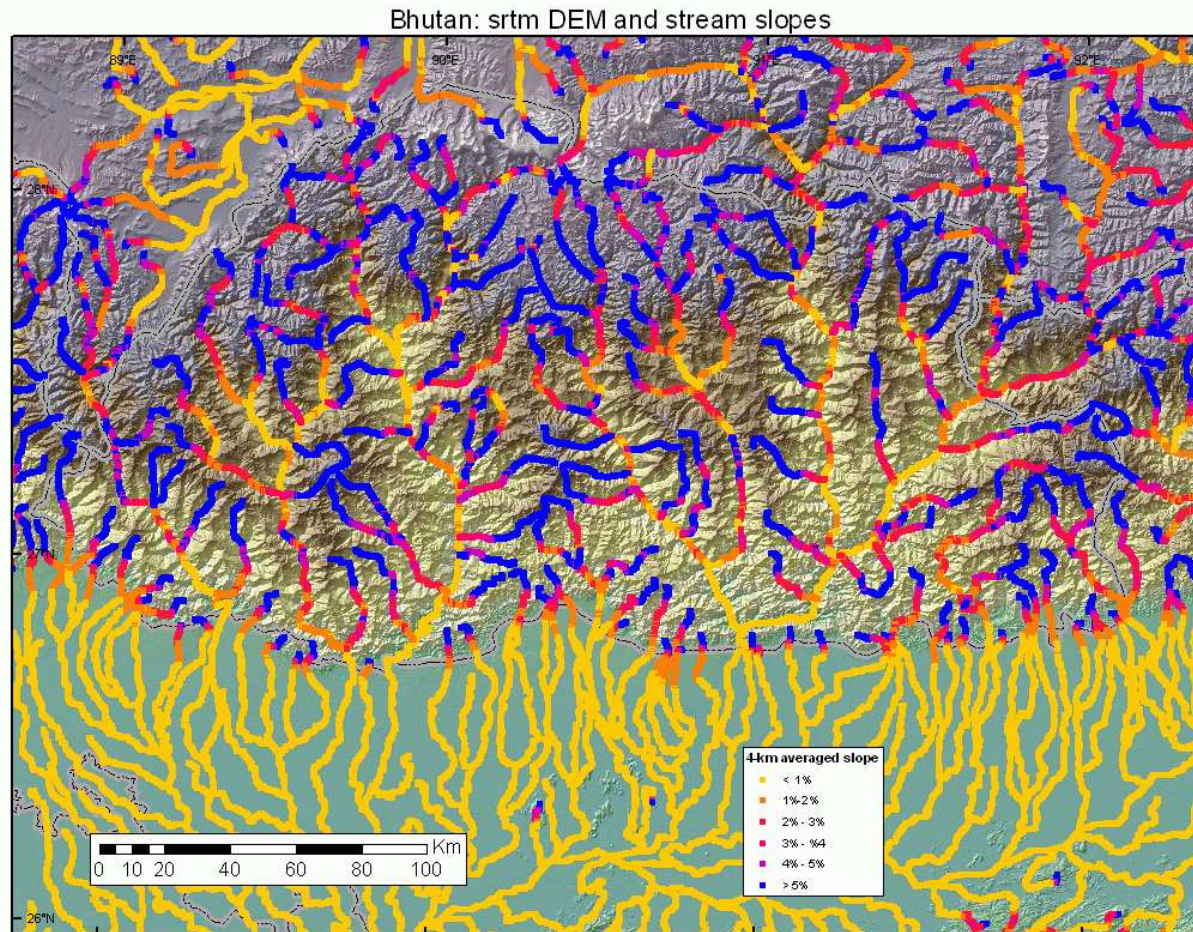 Bhutan: srtm DEM and stream slopes
89°E
90°E
91°E
92°E
28°N
27°N
4-km averaged slope
< 1%
1%-2%
2% - 3%
3% - %4
4% - 5%
> 5%
Km
0 10 20 40 60 80 100
26°N